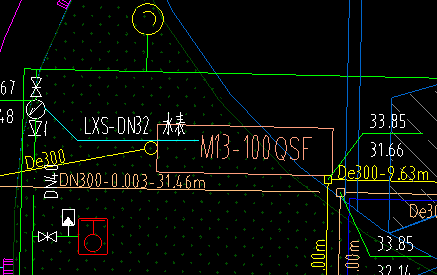 67
48
33.85
LXS-DN32 水表
31.66
M13-100QSF
De300
De300-9.63m
DN300-0.003-31.46m
De30
33.85
32.14
.00m
.00m